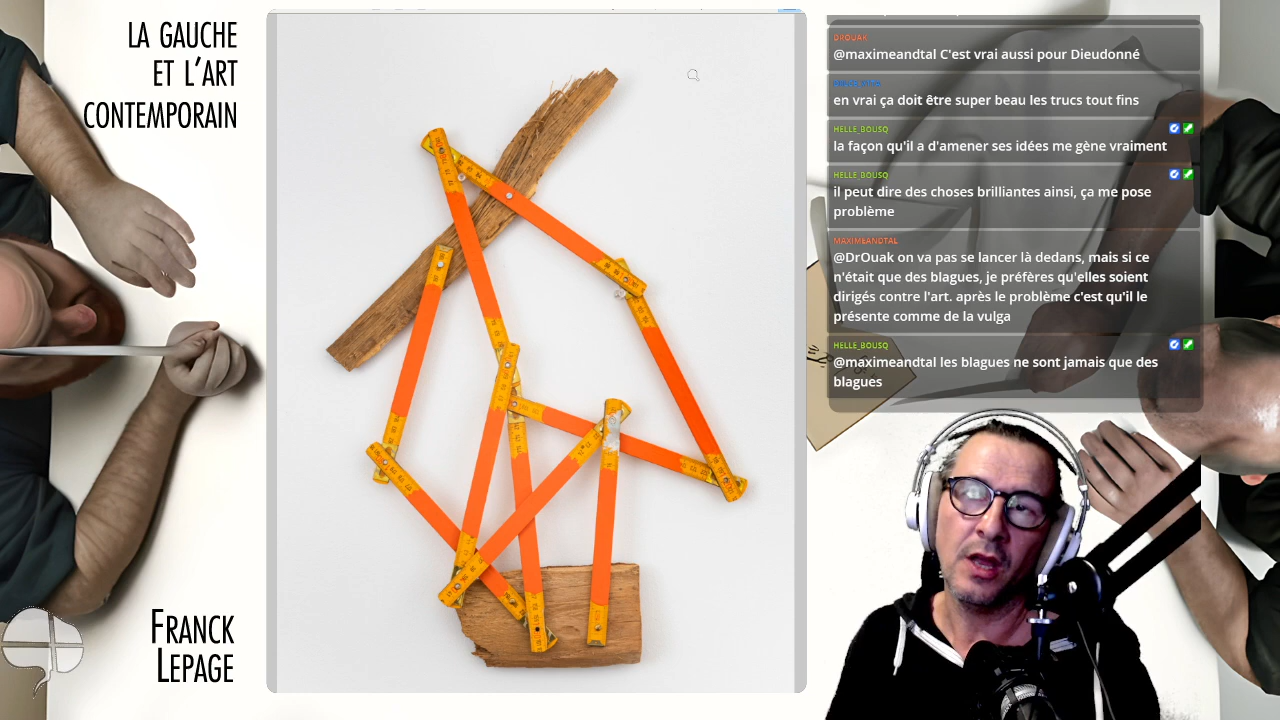 LA GAUCHE
ET L'ART
CONTEMPORAIN
FRANCK
LEPAGE
DROUAK
@maximeandtal C'est vrai aussi pour Dieudonné
en vrai ça doit être super beau les trucs tout fins
HELLE_BOUSQ
la façon qu'il a d'amener ses idées me gène vraiment
HELLE_BOUSQ
il peut dire des choses brilliantes ainsi, ça me pose
problème
MAXIMEANDTAL
@DrOuak on va pas se lancer là dedans, mais si ce
n'était que des blagues, je préfères qu'elles soient
dirigés contre l'art. après le problème c'est qu'il le
présente comme de la vulga
HELLE_BOUSQ
@maximeandtal les blagues ne sont jamais que des
blagues